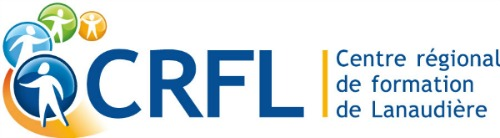 CRFL
Centre régional
de formation
de Lanaudière